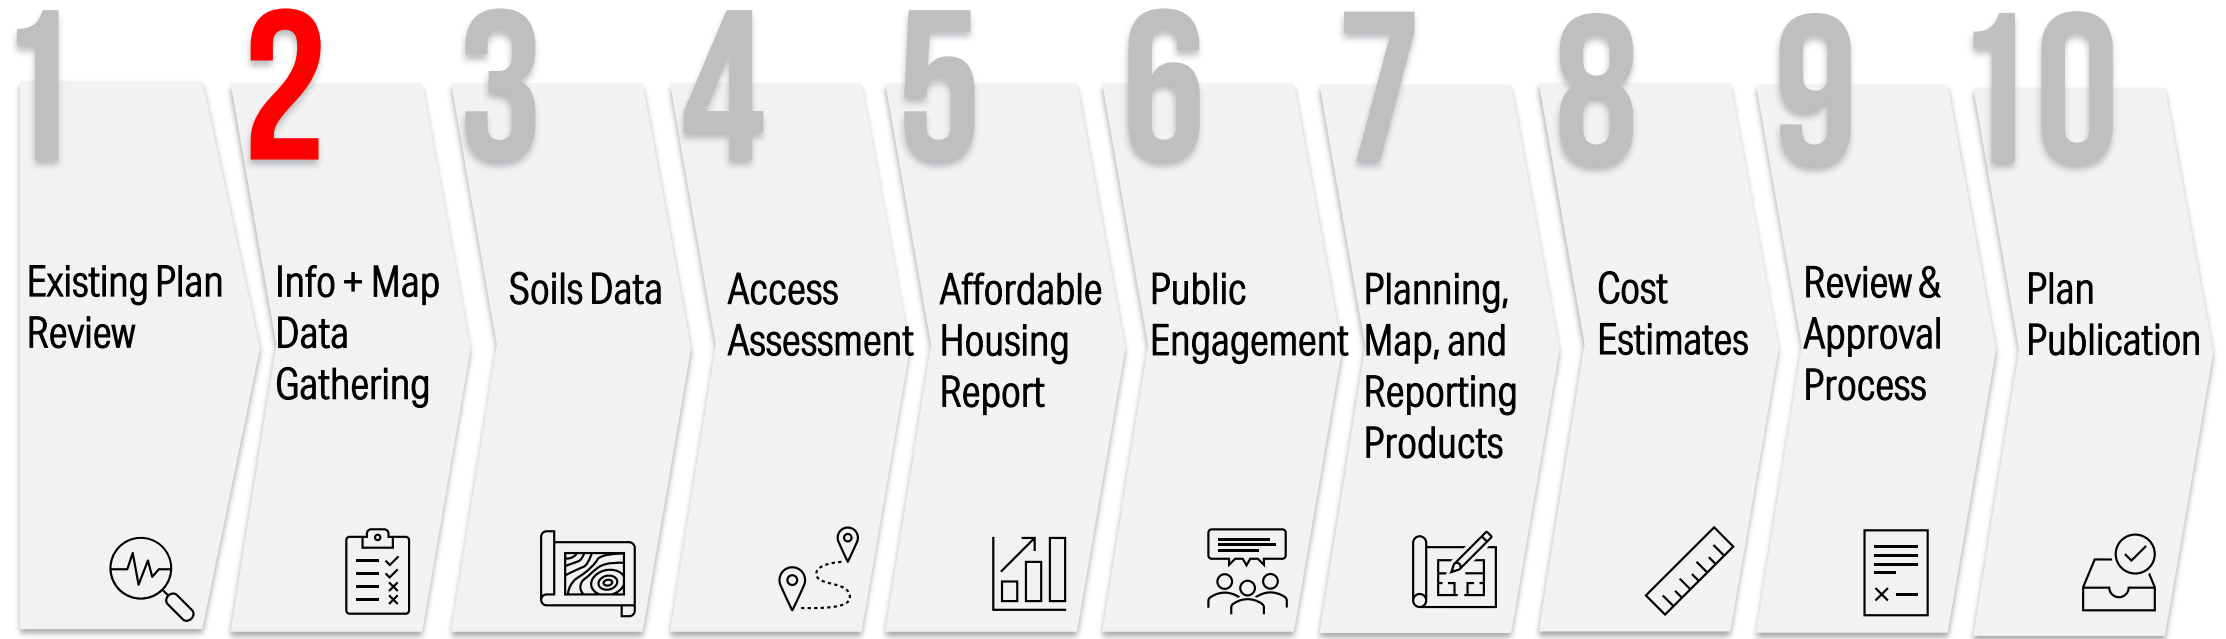 1
Existing Plan
Review
2
Info + Map
Data
Gathering
3
Soils Data
4
Access
Assessment
5
Affordable
Housing
Report
6
Public
Engagement
7
Planning,
Map, and
Reporting
Products
8
Cost
Estimates
9
Review &
Approval
Process
10
Plan
Publication